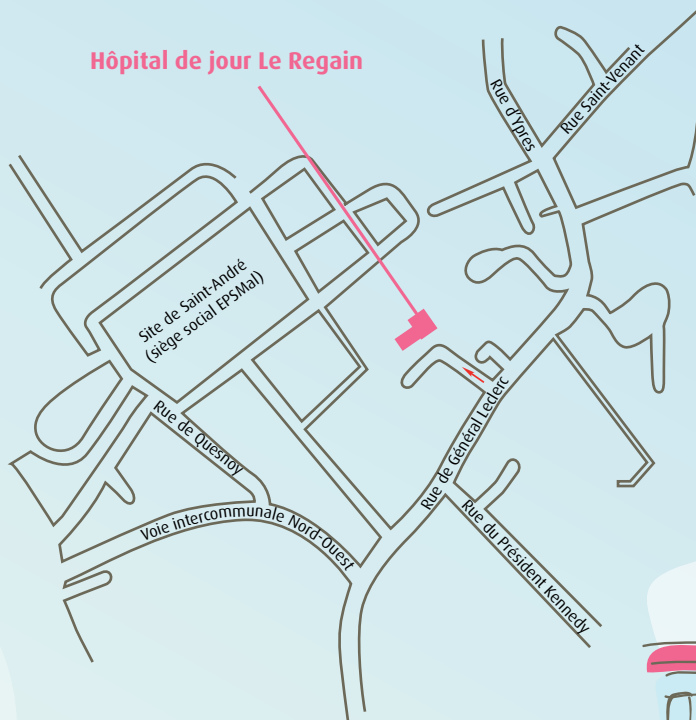 Hôpital de jour Le Regain
Rue d'Ypres
Rue Saint-Venant
Site de Saint-André
(siège social EPSMal)
Rue de Quesnoy
Voie intercommunale Nord-Ouest
Rue de Général Leclerc
Rue du Président Kennedy